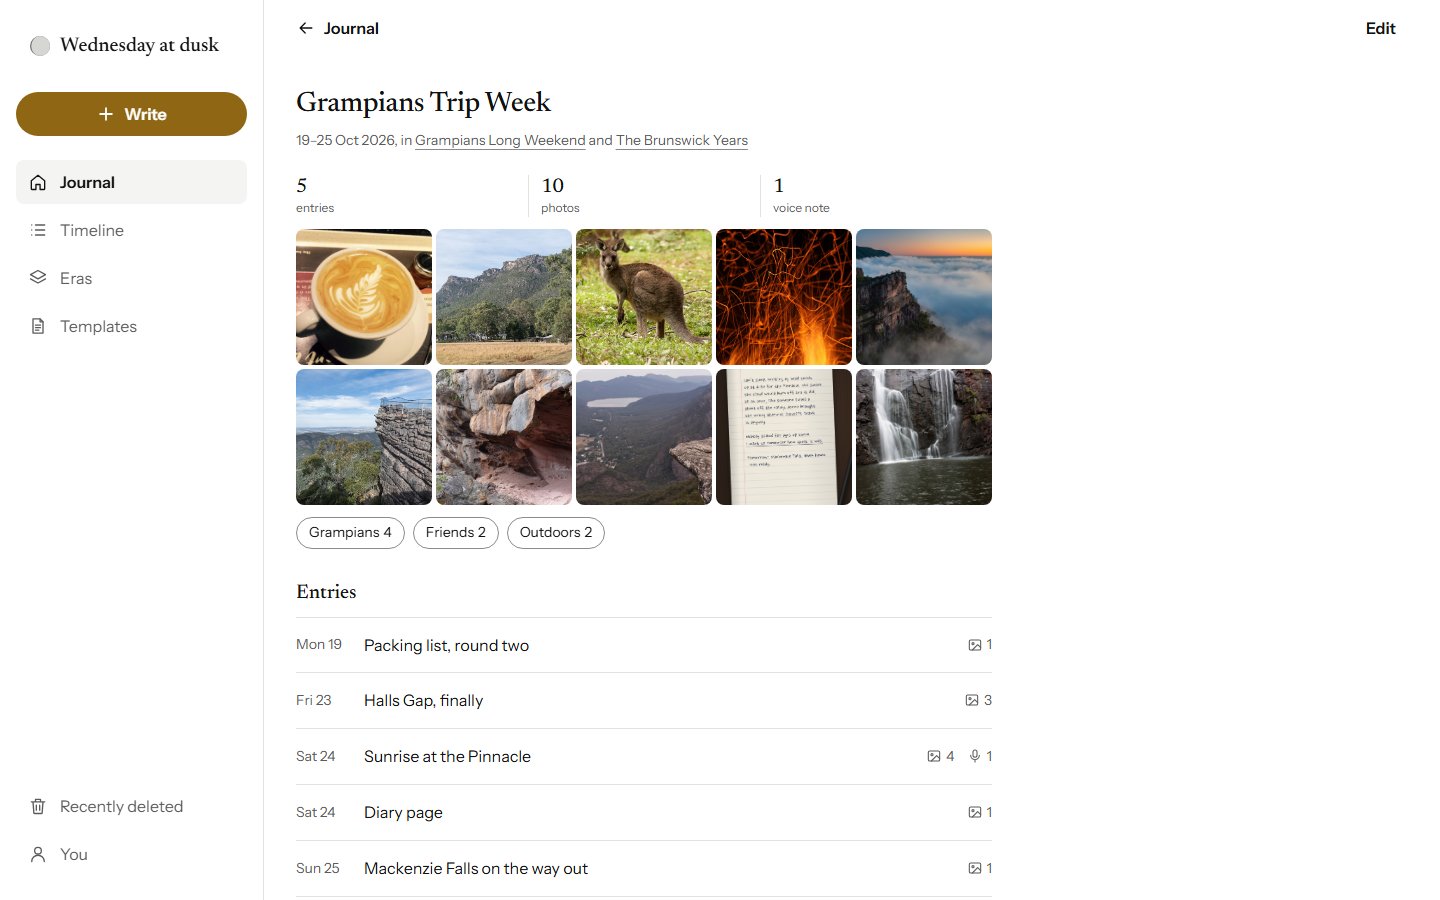 Wednesday at dusk
Write
Journal
Timeline
Eras
Templates
Recently deleted
You
Journal
Edit
Grampians Trip Week
19–25 Oct 2026, in Grampians Long Weekend and The Brunswick Years
5
entries
10
photos
1
voice note
Grampians 4
Friends 2
Outdoors 2
Entries
Mon 19 Packing list, round two 1
Fri 23 Halls Gap, finally 3
Sat 24 Sunrise at the Pinnacle 4 1
Sat 24 Diary page 1
Sun 25 Mackenzie Falls on the way out 1